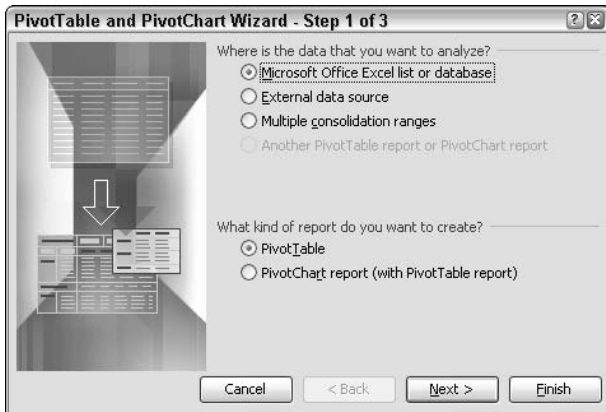 PivotTable and PivotChart Wizard - Step 1 of 3
Where is the data that you want to analyze?
Microsoft Office Excel list or database
External data source
Multiple consolidation ranges
Another PivotTable report or PivotChart report
What kind of report do you want to create?
PivotTable
PivotChart report (with PivotTable report)
Cancel
< Back
Next >
Finish